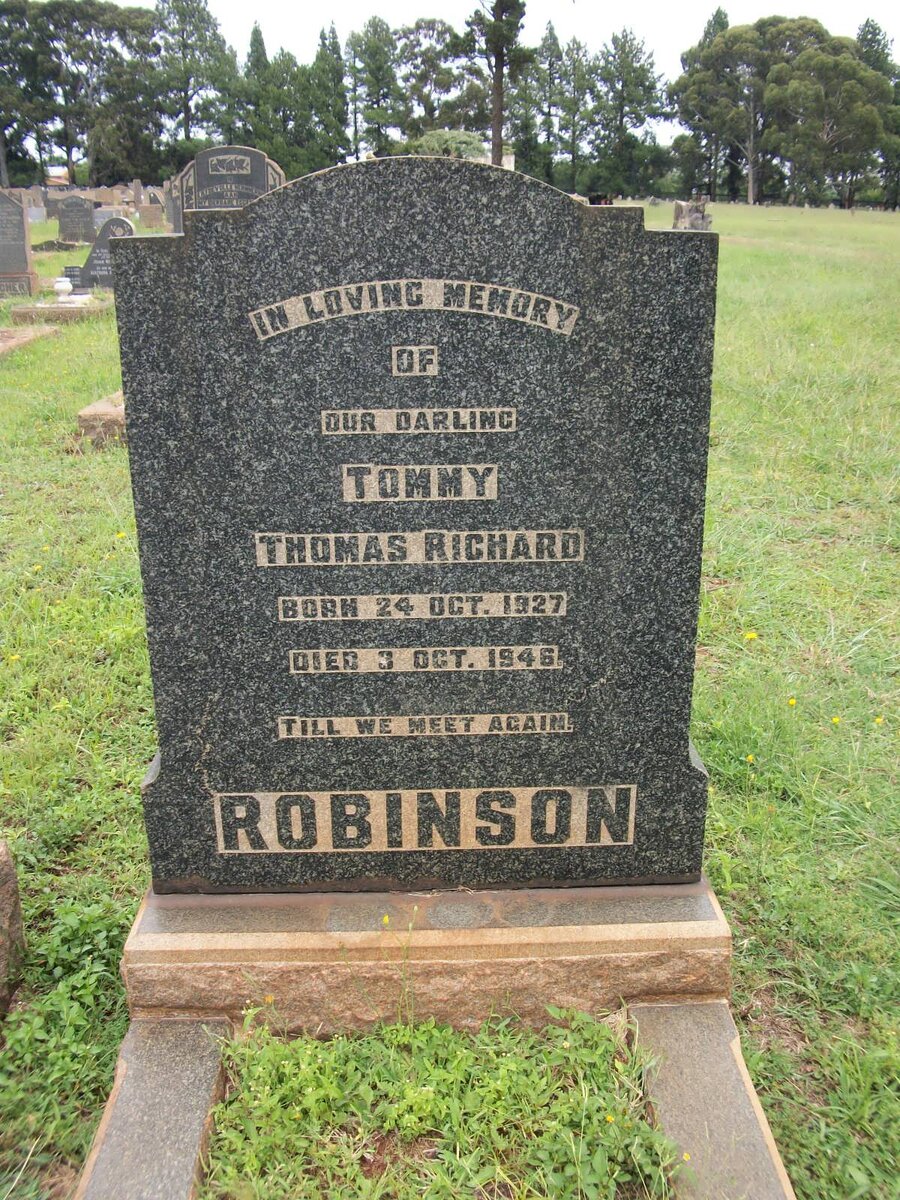 IN LOVING MEMORY
OF
OUR DARLING
TOMMY
THOMAS RICHARD
BORN 24 OCT. 1927
DIED 3 OCT. 1946.
TILL WE MEET AGAIN.
ROBINSON